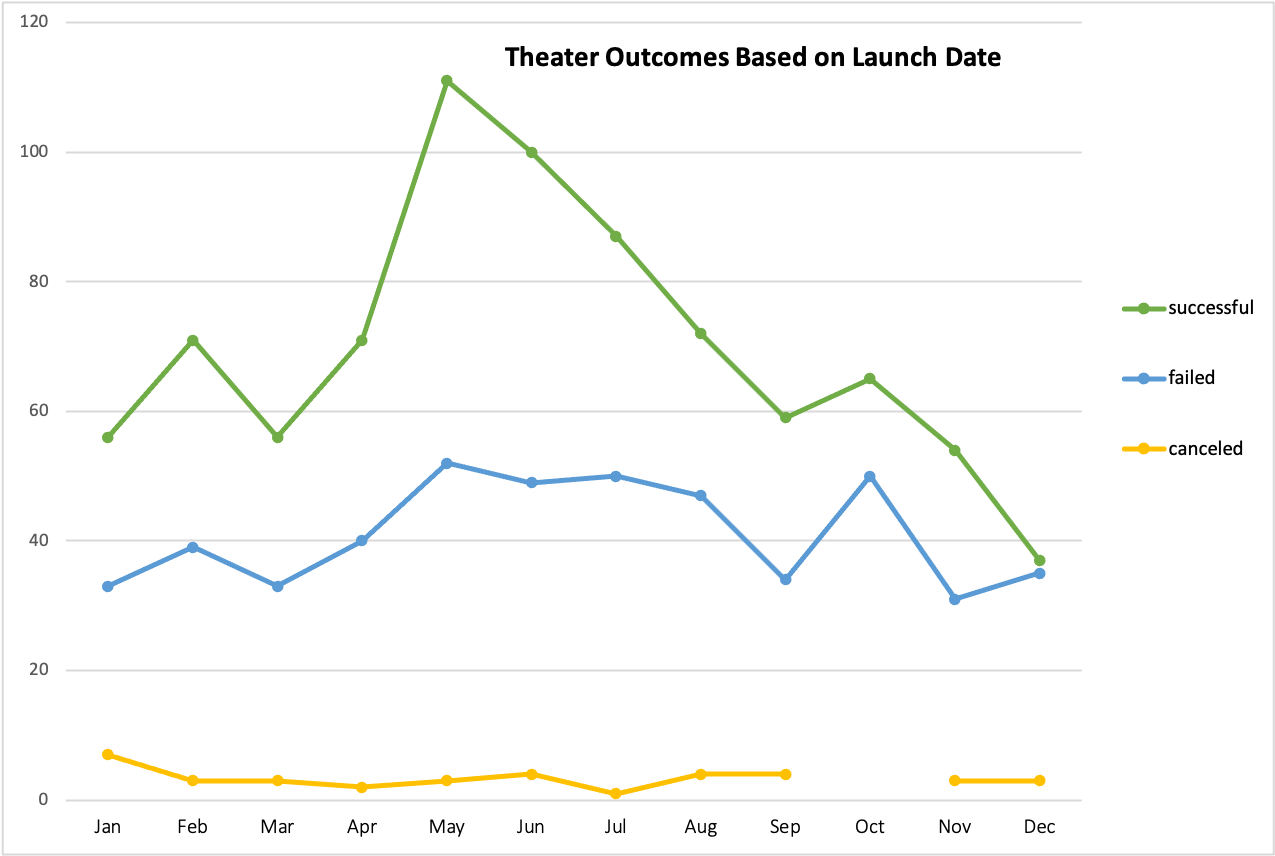 Theater Outcomes Based on Launch Date
120
100
80
60
40
20
0
Jan Feb Mar Apr May Jun Jul Aug Sep Oct Nov Dec
successful
failed
canceled